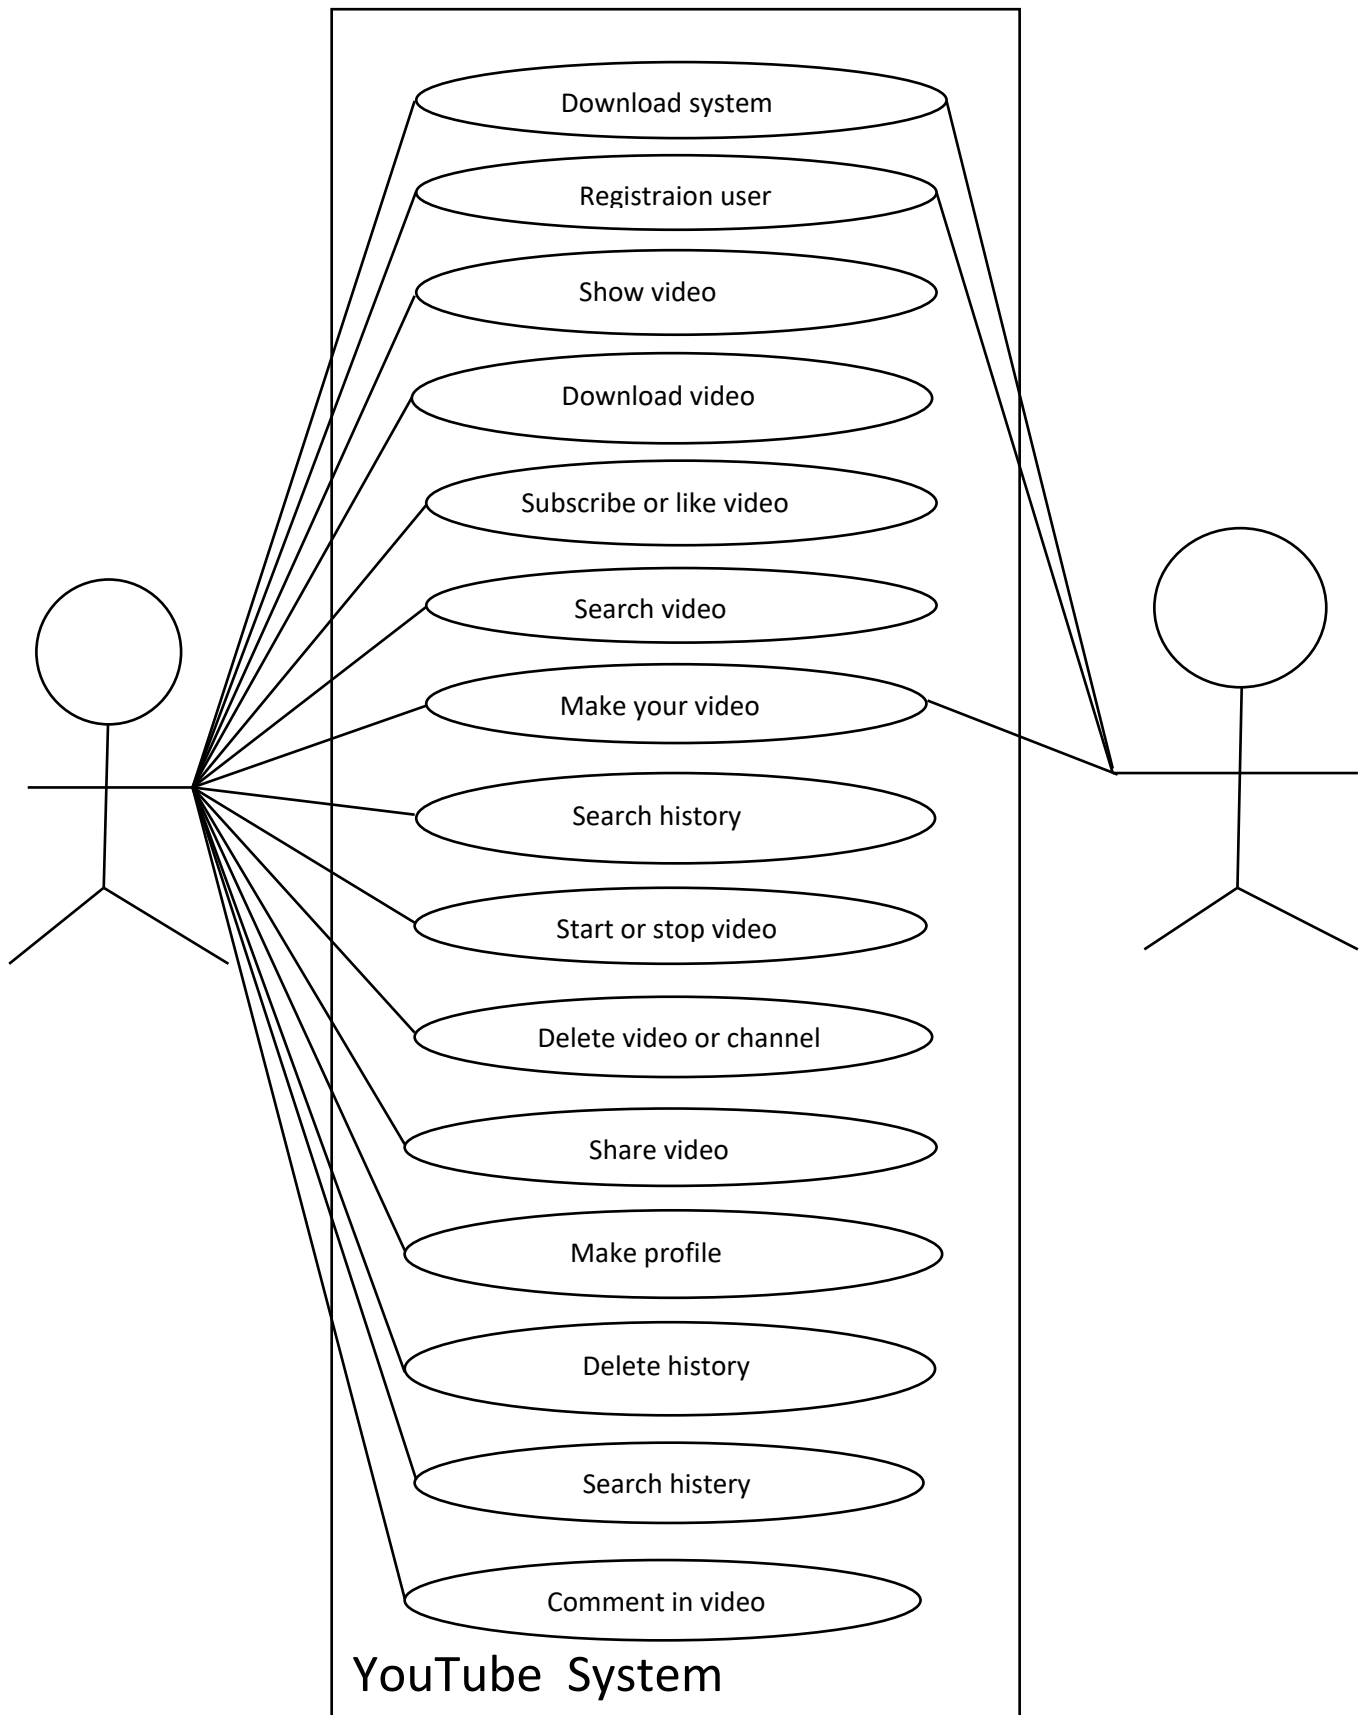 Download system
Registraion user
Show video
Download video
Subscribe or like video
Search video
Make your video
Search history
Start or stop video
Delete video or channel
Share video
Make profile
Delete history
Search histery
Comment in video
YouTube System